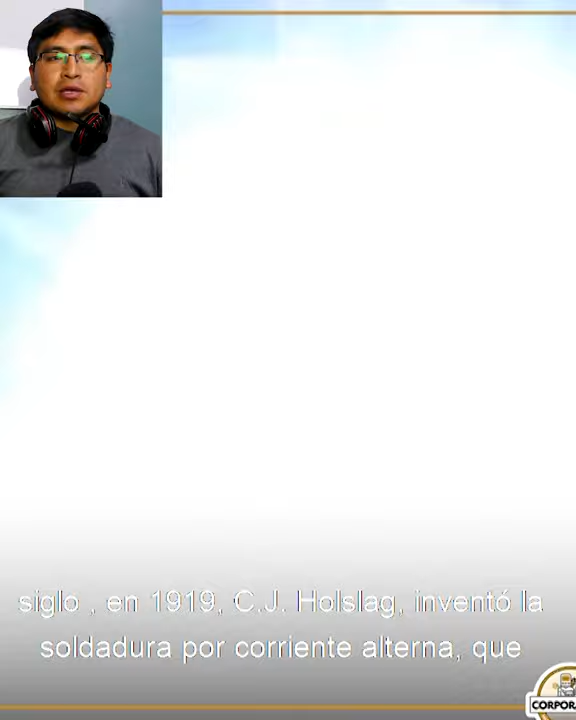 siglo , en 1919, C.J. Holslag, inventó la
soldadura por corriente alterna, que